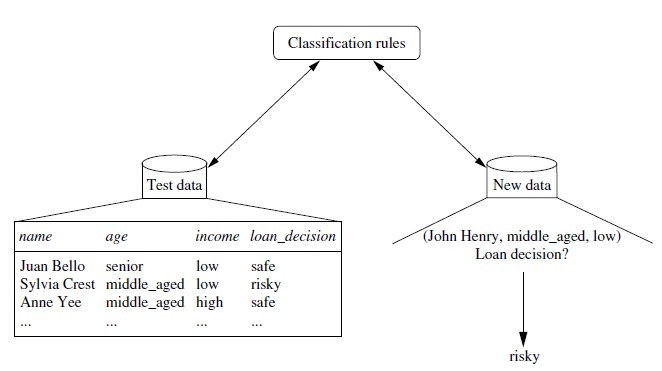 Classification rules
Test data
New data
name age income loan_decision
Juan Bello senior low safe
Sylvia Crest middle_aged low risky
Anne Yee middle_aged high safe
... ... ... ...
(John Henry, middle_aged, low)
Loan decision?
risky